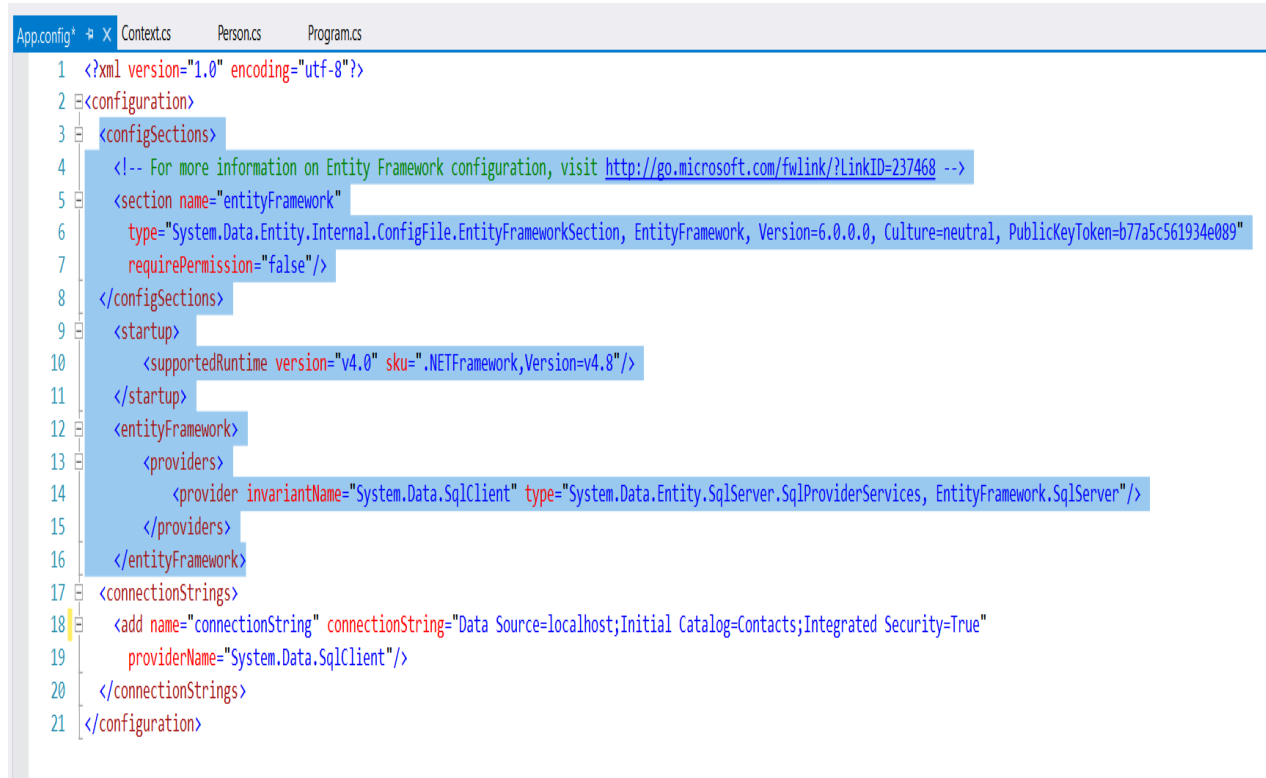 App.config* Context.cs Person.cs Program.cs
1 <?xml version="1.0" encoding="utf-8"?>
2 <configuration>
3 <configSections>
4 <!-- For more information on Entity Framework configuration, visit http://go.microsoft.com/fwlink/?LinkID=237468 -->
5 <section name="entityFramework"
6 type="System.Data.Entity.Internal.ConfigFile.EntityFrameworkSection, EntityFramework, Version=6.0.0.0, Culture=neutral, PublicKeyToken=b77a5c561934e089"
7 requirePermission="false"/>
8 </configSections>
9 <startup>
10 <supportedRuntime version="v4.0" sku=".NETFramework,Version=v4.8"/>
11 </startup>
12 <entityFramework>
13 <providers>
14 <provider invariantName="System.Data.SqlClient" type="System.Data.Entity.SqlServer.SqlProviderServices, EntityFramework.SqlServer"/>
15 </providers>
16 </entityFramework>
17 <connectionStrings>
18 <add name="connectionString" connectionString="Data Source=localhost;Initial Catalog=Contacts;Integrated Security=True"
19 providerName="System.Data.SqlClient"/>
20 </connectionStrings>
21 </configuration>